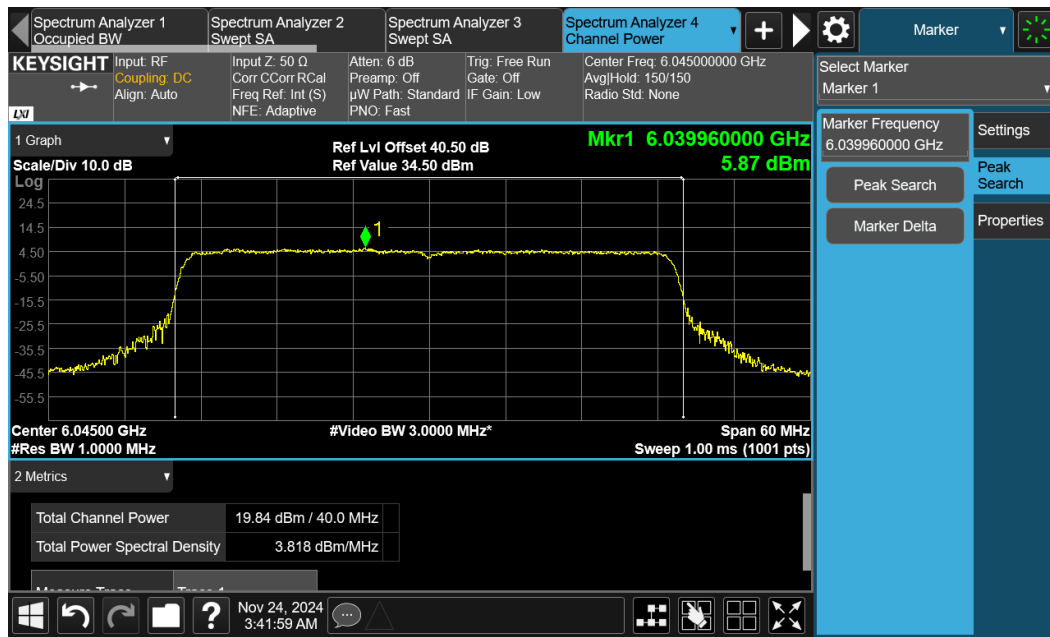 Spectrum Analyzer 1
Occupied BW
Spectrum Analyzer 2
Swept SA
Spectrum Analyzer 3
Swept SA
Spectrum Analyzer 4
Channel Power
Marker
KEYSIGHT
LXI
Input: RF
Coupling: DC
Align: Auto
Input Z: 50 Ω
Corr CCorr RCal
Freq Ref: Int (S)
NFE: Adaptive
Atten: 6 dB
Preamp: Off
µW Path: Standard
PNO: Fast
Trig: Free Run
Gate: Off
IF Gain: Low
Center Freq: 6.045000000 GHz
Avg|Hold: 150/150
Radio Std: None
Select Marker
Marker 1
Marker Frequency
6.039960000 GHz
Peak Search
Marker Delta
Settings
Peak
Search
Properties
1 Graph
Scale/Div 10.0 dB
Ref Lvl Offset 40.50 dB
Ref Value 34.50 dBm
Mkr1 6.039960000 GHz
5.87 dBm
Log
24.5
14.5
4.50
-5.50
-15.5
-25.5
-35.5
-45.5
-55.5
1
Center 6.04500 GHz
#Res BW 1.0000 MHz
#Video BW 3.0000 MHz*
Span 60 MHz
Sweep 1.00 ms (1001 pts)
2 Metrics
Total Channel Power 19.84 dBm / 40.0 MHz
Total Power Spectral Density 3.818 dBm/MHz
Nov 24, 2024
3:41:59 AM